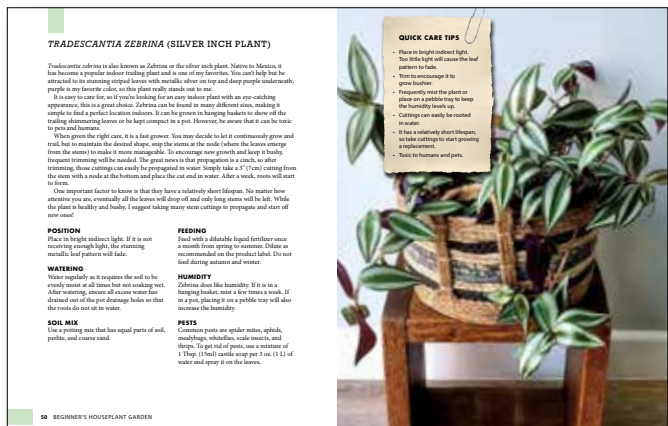 TRADESCANTIA ZEBRINA (SILVER INCH PLANT)
Tradescantia zebrina is also known as Zebrina or the silver inch plant. Native to Mexico, it
has become a popular indoor trailing plant and is one of my favorites. You can't help but be
attracted to its stunning striped leaves with metallic silver on top and deep purple underneath;
purple is my favorite color, so this plant really stands out to me.
It is easy to care for, so if you're looking for an easy indoor plant with an eye-catching
appearance, this is a great choice. Zebrina can be found in many different sizes, making it
simple to find a perfect location indoors. It can be grown in hanging baskets to show off the
trailing shimmering leaves or be kept compact in a pot. However, be aware that it can be toxic
to pets and humans.
When given the right care, it is a fast grower. You may decide to let it continuously grow and
trail, but to maintain the desired shape, snip the stems at the node (where the leaves emerge
from the stems) to make it more manageable. To encourage new growth and keep it bushy,
frequent trimming will be needed. The great news is that propagation is a cinch, so after
trimming, those cuttings can easily be propagated in water. Simply take a 3" (7cm) cutting from
the stem with a node at the bottom and place the cut end in water. After a week, roots will start
to form.
One important factor to know is that they have a relatively short lifespan. No matter how
attentive you are, eventually all the leaves will drop off and only long stems will be left. While
the plant is healthy and bushy, I suggest taking many stem cuttings to propagate and start off
new ones!
POSITION
Place in bright indirect light. If it is not
receiving enough light, the stunning
metallic leaf pattern will fade.
WATERING
Water regularly as it requires the soil to be
evenly moist at all times but not soaking wet.
After watering, ensure all excess water has
drained out of the pot drainage holes so that
the roots do not sit in water.
SOIL MIX
Use a potting mix that has equal parts of soil,
perlite, and coarse sand.
FEEDING
Feed with a dilutable liquid fertilizer once
a month from spring to summer. Dilute as
recommended on the product label. Do not
feed during autumn and winter.
HUMIDITY
Zebrina does like humidity. If it is in a
hanging basket, mist a few times a week. If
in a pot, placing it on a pebble tray will also
increase the humidity.
PESTS
Common pests are spider mites, aphids,
mealybugs, whiteflies, scale insects, and
thrips. To get rid of pests, use a mixture of
1 Tbsp. (15ml) castile soap per 3 oz. (1 L) of
water and spray it on the leaves.
50 BEGINNER'S HOUSEPLANT GARDEN
QUICK CARE TIPS
• Place in bright indirect light.
Too little light will cause the leaf
pattern to fade.
• Trim to encourage it to
grow bushier.
• Frequently mist the plant or
place on a pebble tray to keep
the humidity levels up.
• Cuttings can easily be rooted
in water.
• It has a relatively short lifespan,
so take cuttings to start growing
a replacement.
• Toxic to humans and pets.